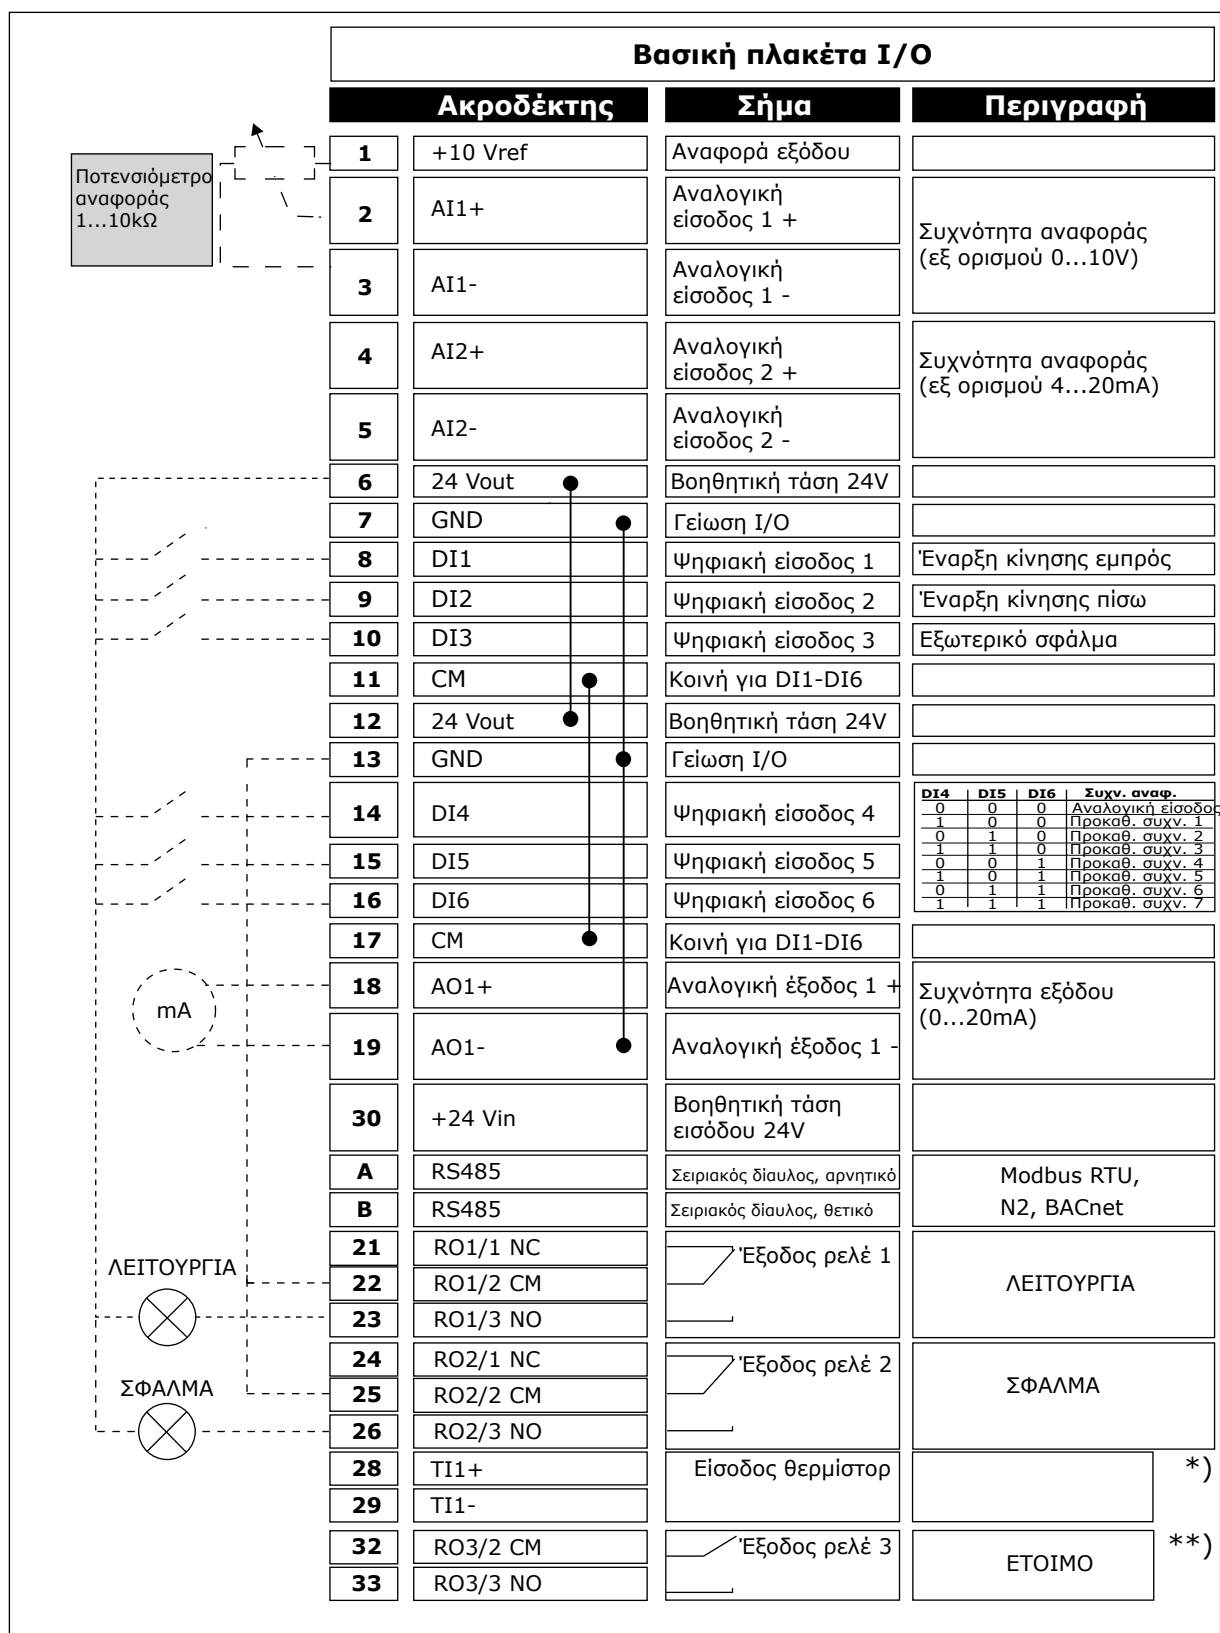 Βασική πλακέτα I/O
Ακροδέκτης Σήμα Περιγραφή
Ποτενσιόμετρο
αναφοράς
1...10kΩ
1 +10 Vref Αναφορά εξόδου
2 AI1+ Αναλογική
είσοδος 1 +
Συχνότητα αναφοράς
(εξ ορισμού 0...10V)
3 AI1- Αναλογική
είσοδος 1 -
4 AI2+ Αναλογική
είσοδος 2 +
Συχνότητα αναφοράς
(εξ ορισμού 4...20mA)
5 AI2- Αναλογική
είσοδος 2 -
6 24 Vout Βοηθητική τάση 24V
7 GND Γείωση I/O
8 DI1 Ψηφιακή είσοδος 1 Έναρξη κίνησης εμπρός
9 DI2 Ψηφιακή είσοδος 2 Έναρξη κίνησης πίσω
10 DI3 Ψηφιακή είσοδος 3 Εξωτερικό σφάλμα
11 CM Κοινή για DI1-DI6
12 24 Vout Βοηθητική τάση 24V
13 GND Γείωση I/O
14 DI4 Ψηφιακή είσοδος 4
15 DI5 Ψηφιακή είσοδος 5
16 DI6 Ψηφιακή είσοδος 6
DI4 DI5 DI6 Συχν. αναφ.
0 0 0 Αναλογική είσοδος
1 0 0 Προκαθ. συχν. 1
0 1 0 Προκαθ. συχν. 2
1 1 0 Προκαθ. συχν. 3
0 0 1 Προκαθ. συχν. 4
1 0 1 Προκαθ. συχν. 5
0 1 1 Προκαθ. συχν. 6
1 1 1 Προκαθ. συχν. 7
17 CM Κοινή για DI1-DI6
mA
18 AO1+ Αναλογική έξοδος 1 +
Συχνότητα εξόδου
(0...20mA)
19 AO1- Αναλογική έξοδος 1 -
30 +24 Vin Βοηθητική τάση
εισόδου 24V
A RS485 Σειριακός δίαυλος, αρνητικό
B RS485 Σειριακός δίαυλος, θετικό
Modbus RTU,
N2, BACnet
21 RO1/1 NC Έξοδος ρελέ 1
ΛΕΙΤΟΥΡΓΙΑ
22 RO1/2 CM ΛΕΙΤΟΥΡΓΙΑ
23 RO1/3 NO
24 RO2/1 NC Έξοδος ρελέ 2
ΣΦΑΛΜΑ
25 RO2/2 CM ΣΦΑΛΜΑ
26 RO2/3 NO
28 TI1+ Είσοδος θερμίστορ *)
29 TI1-
32 RO3/2 CM Έξοδος ρελέ 3 ΕΤΟΙΜΟ **)
33 RO3/3 NO